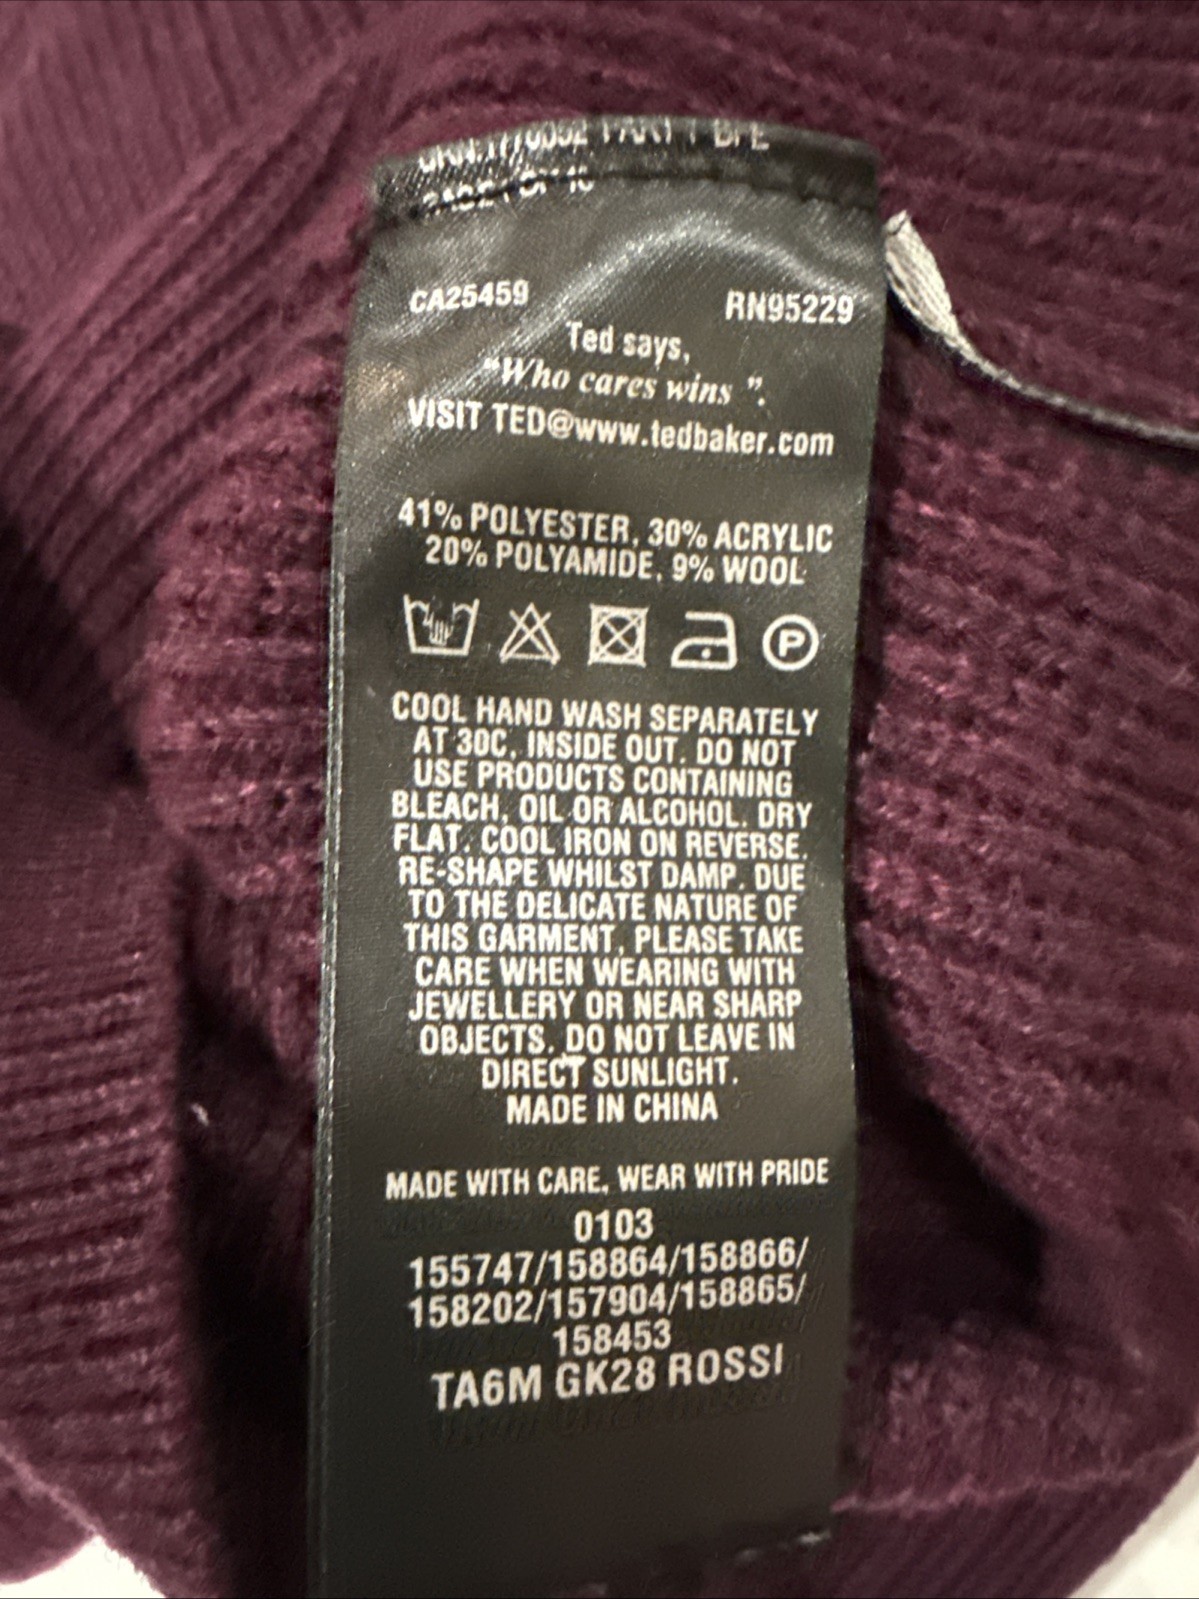 CA25459 RN95229
Ted says,
"Who cares wins ".
VISIT TED@www.tedbaker.com
41% POLYESTER, 30% ACRYLIC
20% POLYAMIDE, 9% WOOL
P
COOL HAND WASH SEPARATELY
AT 30C, INSIDE OUT. DO NOT
USE PRODUCTS CONTAINING
BLEACH, OIL OR ALCOHOL. DRY
FLAT. COOL IRON ON REVERSE.
RE-SHAPE WHILST DAMP. DUE
TO THE DELICATE NATURE OF
THIS GARMENT, PLEASE TAKE
CARE WHEN WEARING WITH
JEWELLERY OR NEAR SHARP
OBJECTS. DO NOT LEAVE IN
DIRECT SUNLIGHT.
MADE IN CHINA
MADE WITH CARE, WEAR WITH PRIDE
0103
155747/158864/158866/
158202/157904/158865/
158453
TA6M GK28 ROSSI